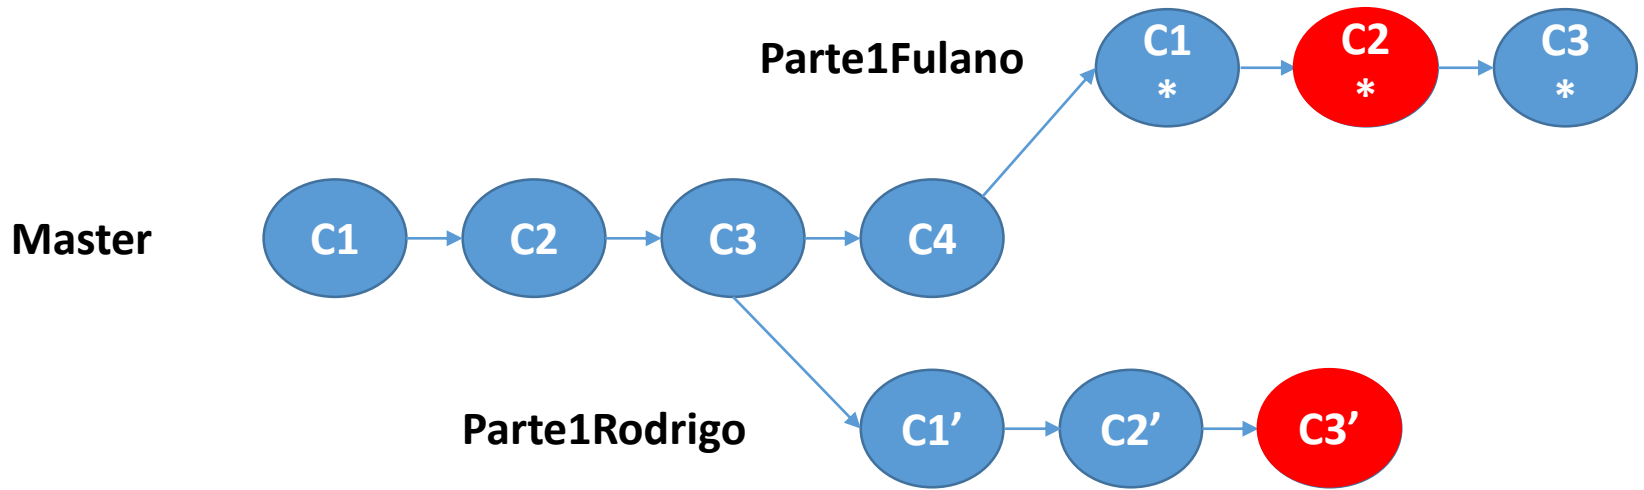 Parte1Fulano
C1
*
C2
*
C3
*
Master
C1
C2
C3
C4
Parte1Rodrigo
C1’
C2’
C3’